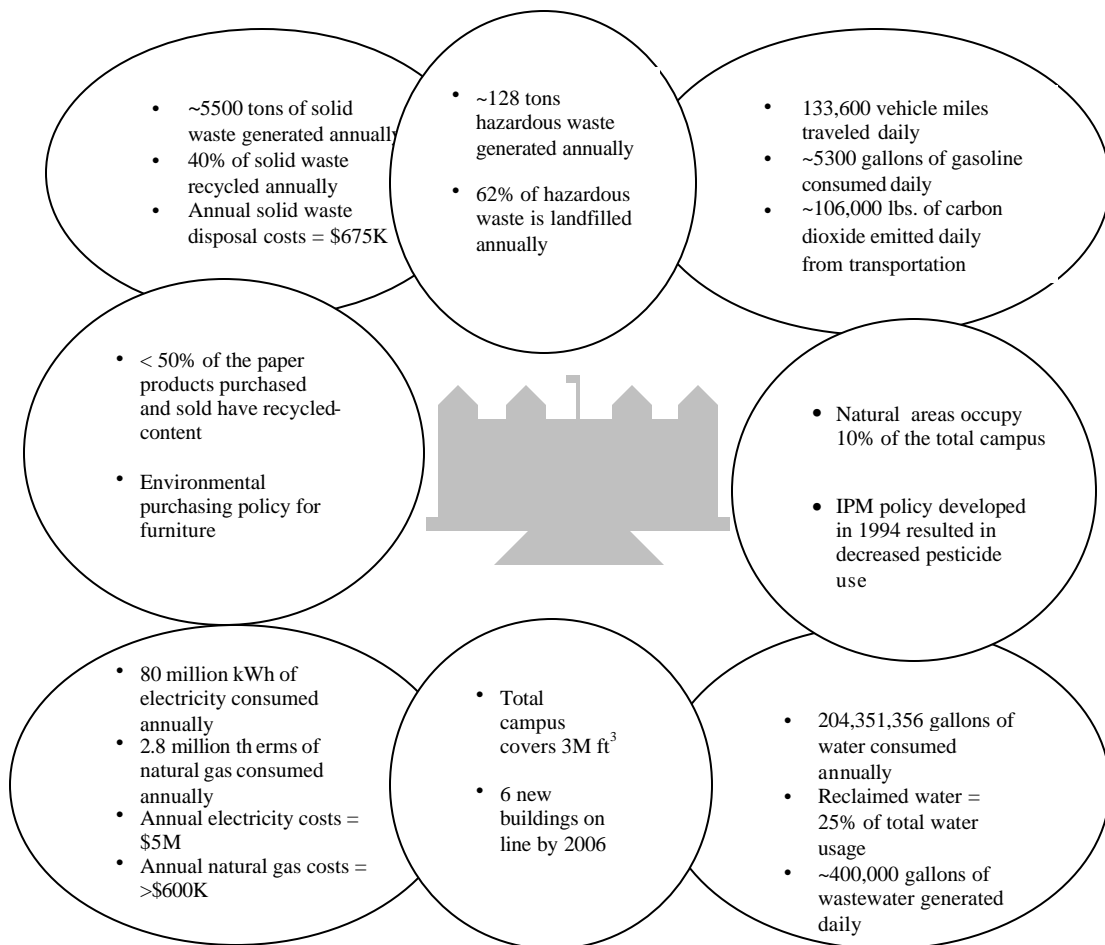 • ~5500 tons of solid
waste generated annually
• 40% of solid waste
recycled annually
• Annual solid waste
disposal costs = $675K
• ~128 tons
hazardous waste
generated annually
• 62% of hazardous
waste is landfilled
annually
• 133,600 vehicle miles
traveled daily
• ~5300 gallons of gasoline
consumed daily
• ~106,000 lbs. of carbon
dioxide emitted daily
from transportation
• < 50% of the paper
products purchased
and sold have recycled-
content
• Environmental
purchasing policy for
furniture
• Natural areas occupy
10% of the total campus
• IPM policy developed
in 1994 resulted in
decreased pesticide
use
• 80 million kWh of
electricity consumed
annually
• 2.8 million th erms of
natural gas consumed
annually
• Annual electricity costs =
$5M
• Annual natural gas costs =
>$600K
• Total
campus
covers 3M ft³
• 6 new
buildings on
line by 2006
• 204,351,356 gallons of
water consumed
annually
• Reclaimed water =
25% of total water
usage
• ~400,000 gallons of
wastewater generated
daily